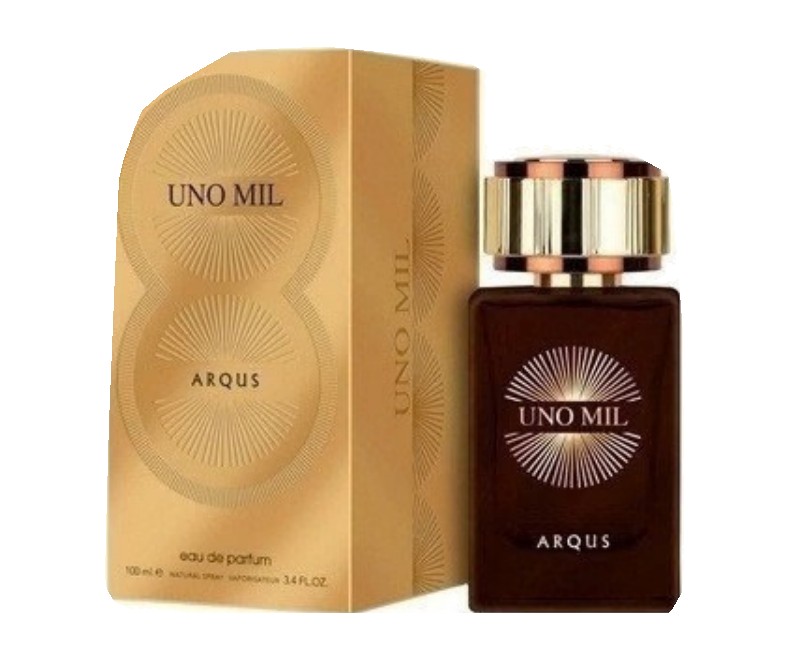 UNO MIL
ARQUS
eau de parfum
100 ml. e NATURAL SPRAY VAPORISATEUR 3.4 FL.OZ.
UNO MIL
UNO MIL
ARQUS